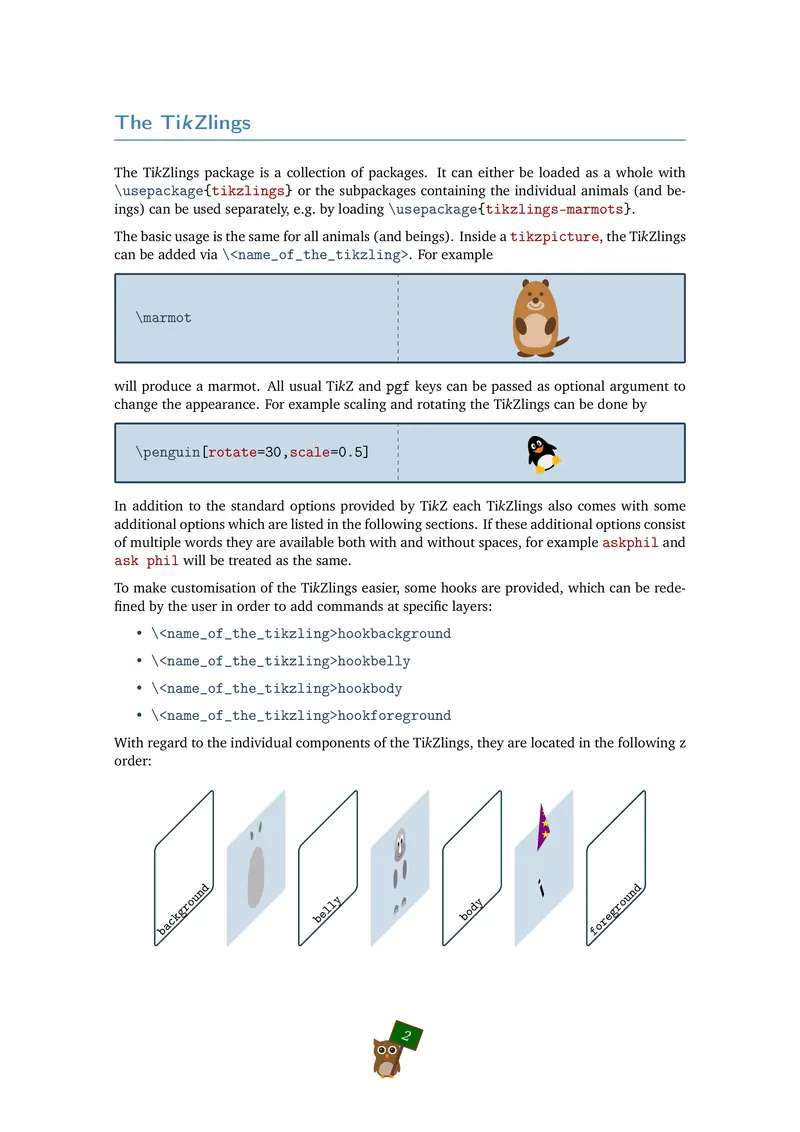 The TikZlings
The TikZlings package is a collection of packages. It can either be loaded as a whole with
\usepackage{tikzlings} or the subpackages containing the individual animals (and be-
ings) can be used separately, e.g. by loading \usepackage{tikzlings-marmots}.
The basic usage is the same for all animals (and beings). Inside a tikzpicture, the TikZlings
can be added via \<name_of_the_tikzling>. For example
\marmot
will produce a marmot. All usual TikZ and pgf keys can be passed as optional argument to
change the appearance. For example scaling and rotating the TikZlings can be done by
\penguin[rotate=30,scale=0.5]
In addition to the standard options provided by TikZ each TikZlings also comes with some
additional options which are listed in the following sections. If these additional options consist
of multiple words they are available both with and without spaces, for example askphil and
ask phil will be treated as the same.
To make customisation of the TikZlings easier, some hooks are provided, which can be rede-
fined by the user in order to add commands at specific layers:
• \<name_of_the_tikzling>hookbackground
• \<name_of_the_tikzling>hookbelly
• \<name_of_the_tikzling>hookbody
• \<name_of_the_tikzling>hookforeground
With regard to the individual components of the TikZlings, they are located in the following z
order:
background
belly
body
foreground
2